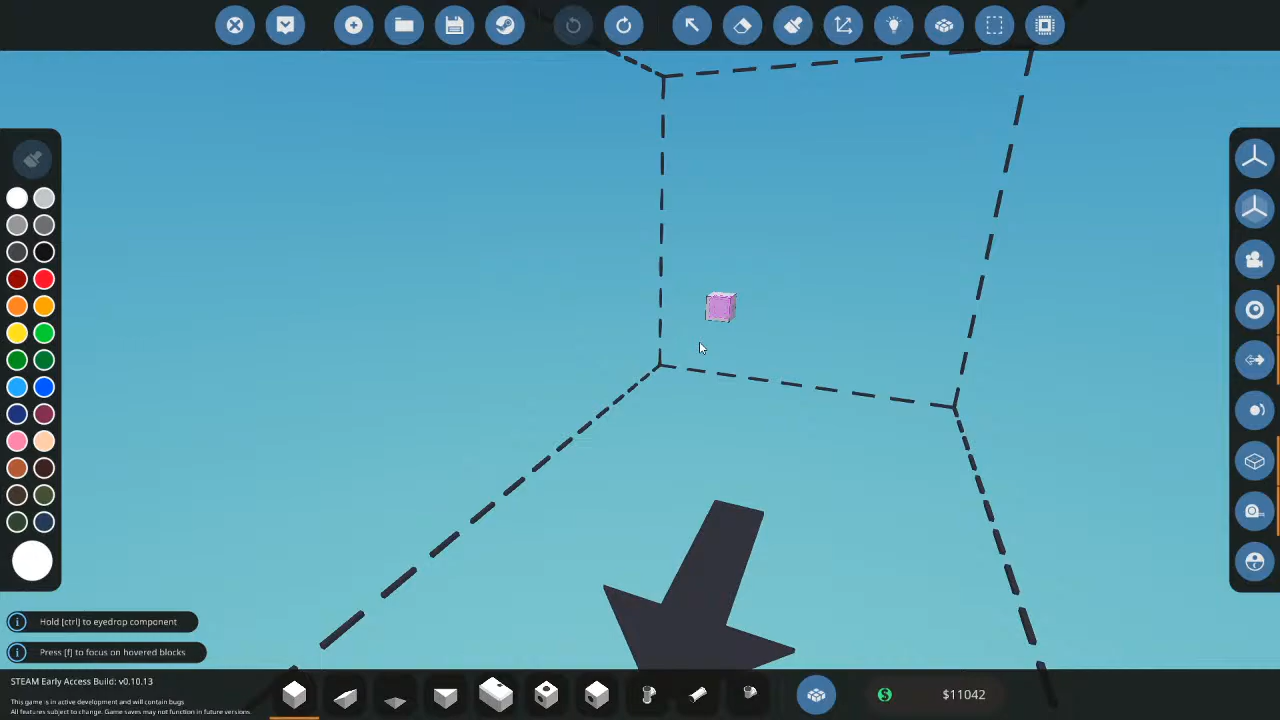 Hold [ctrl] to eyedrop component
Press [f] to focus on hovered blocks
STEAM Early Access Build: v0.10.13
This game is in active development and will contain bugs
All features subject to change. Game saves may not function in future versions.
$11042